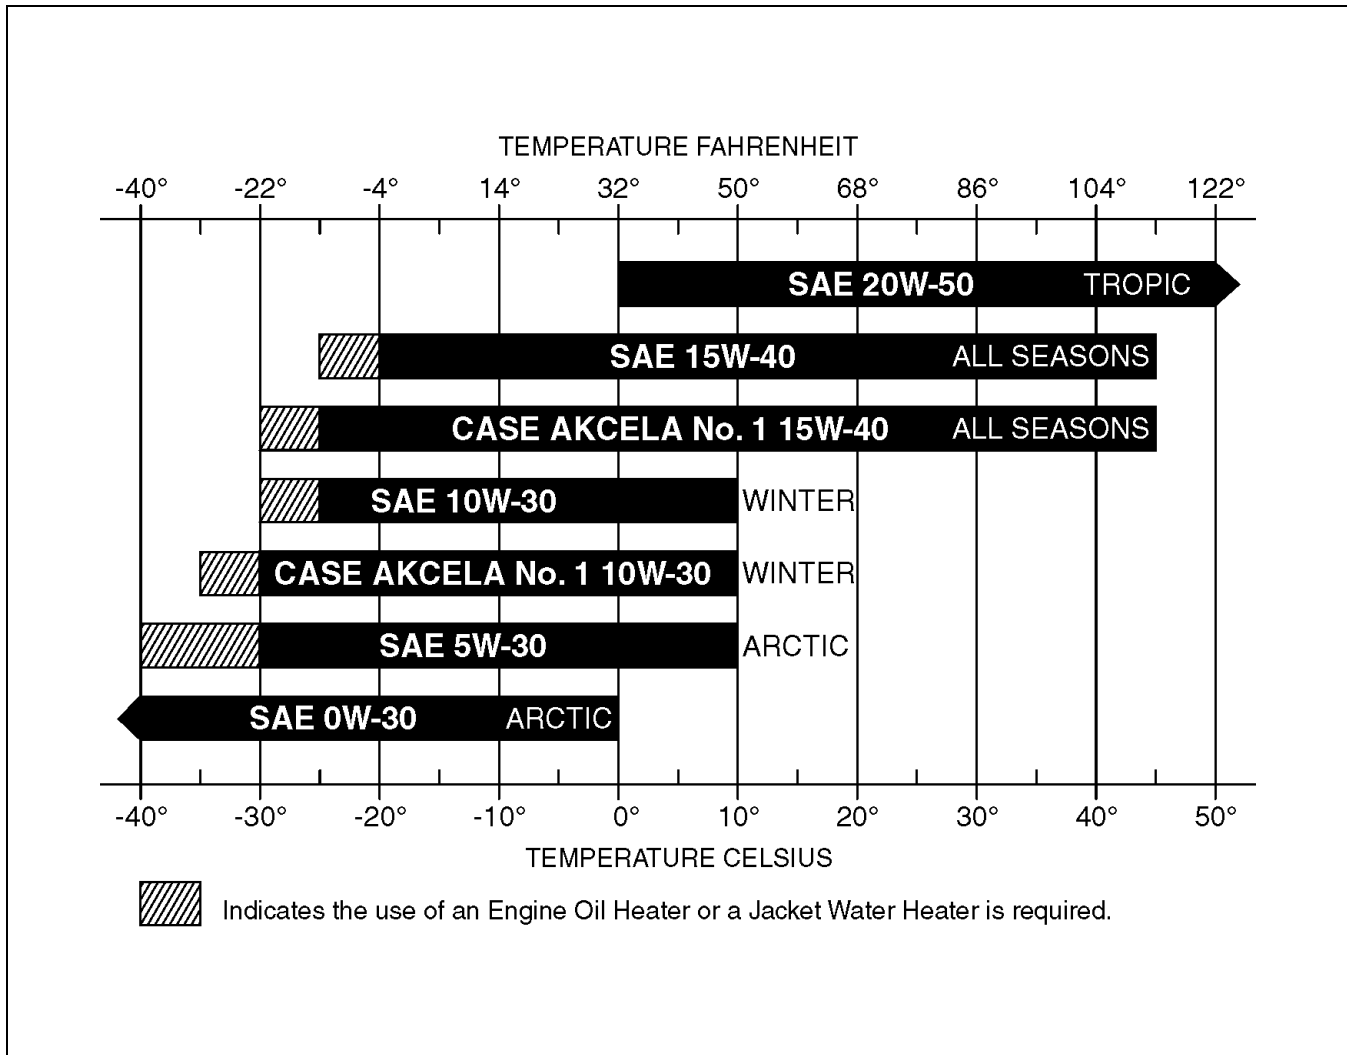 TEMPERATURE FAHRENHEIT
-40° -22° -4° 14° 32° 50° 68° 86° 104° 122°
SAE 20W-50 TROPIC
SAE 15W-40 ALL SEASONS
CASE AKCELA No. 1 15W-40 ALL SEASONS
SAE 10W-30 WINTER
CASE AKCELA No. 1 10W-30 WINTER
SAE 5W-30 ARCTIC
SAE 0W-30 ARCTIC
-40° -30° -20° -10° 0° 10° 20° 30° 40° 50°
TEMPERATURE CELSIUS
Indicates the use of an Engine Oil Heater or a Jacket Water Heater is required.